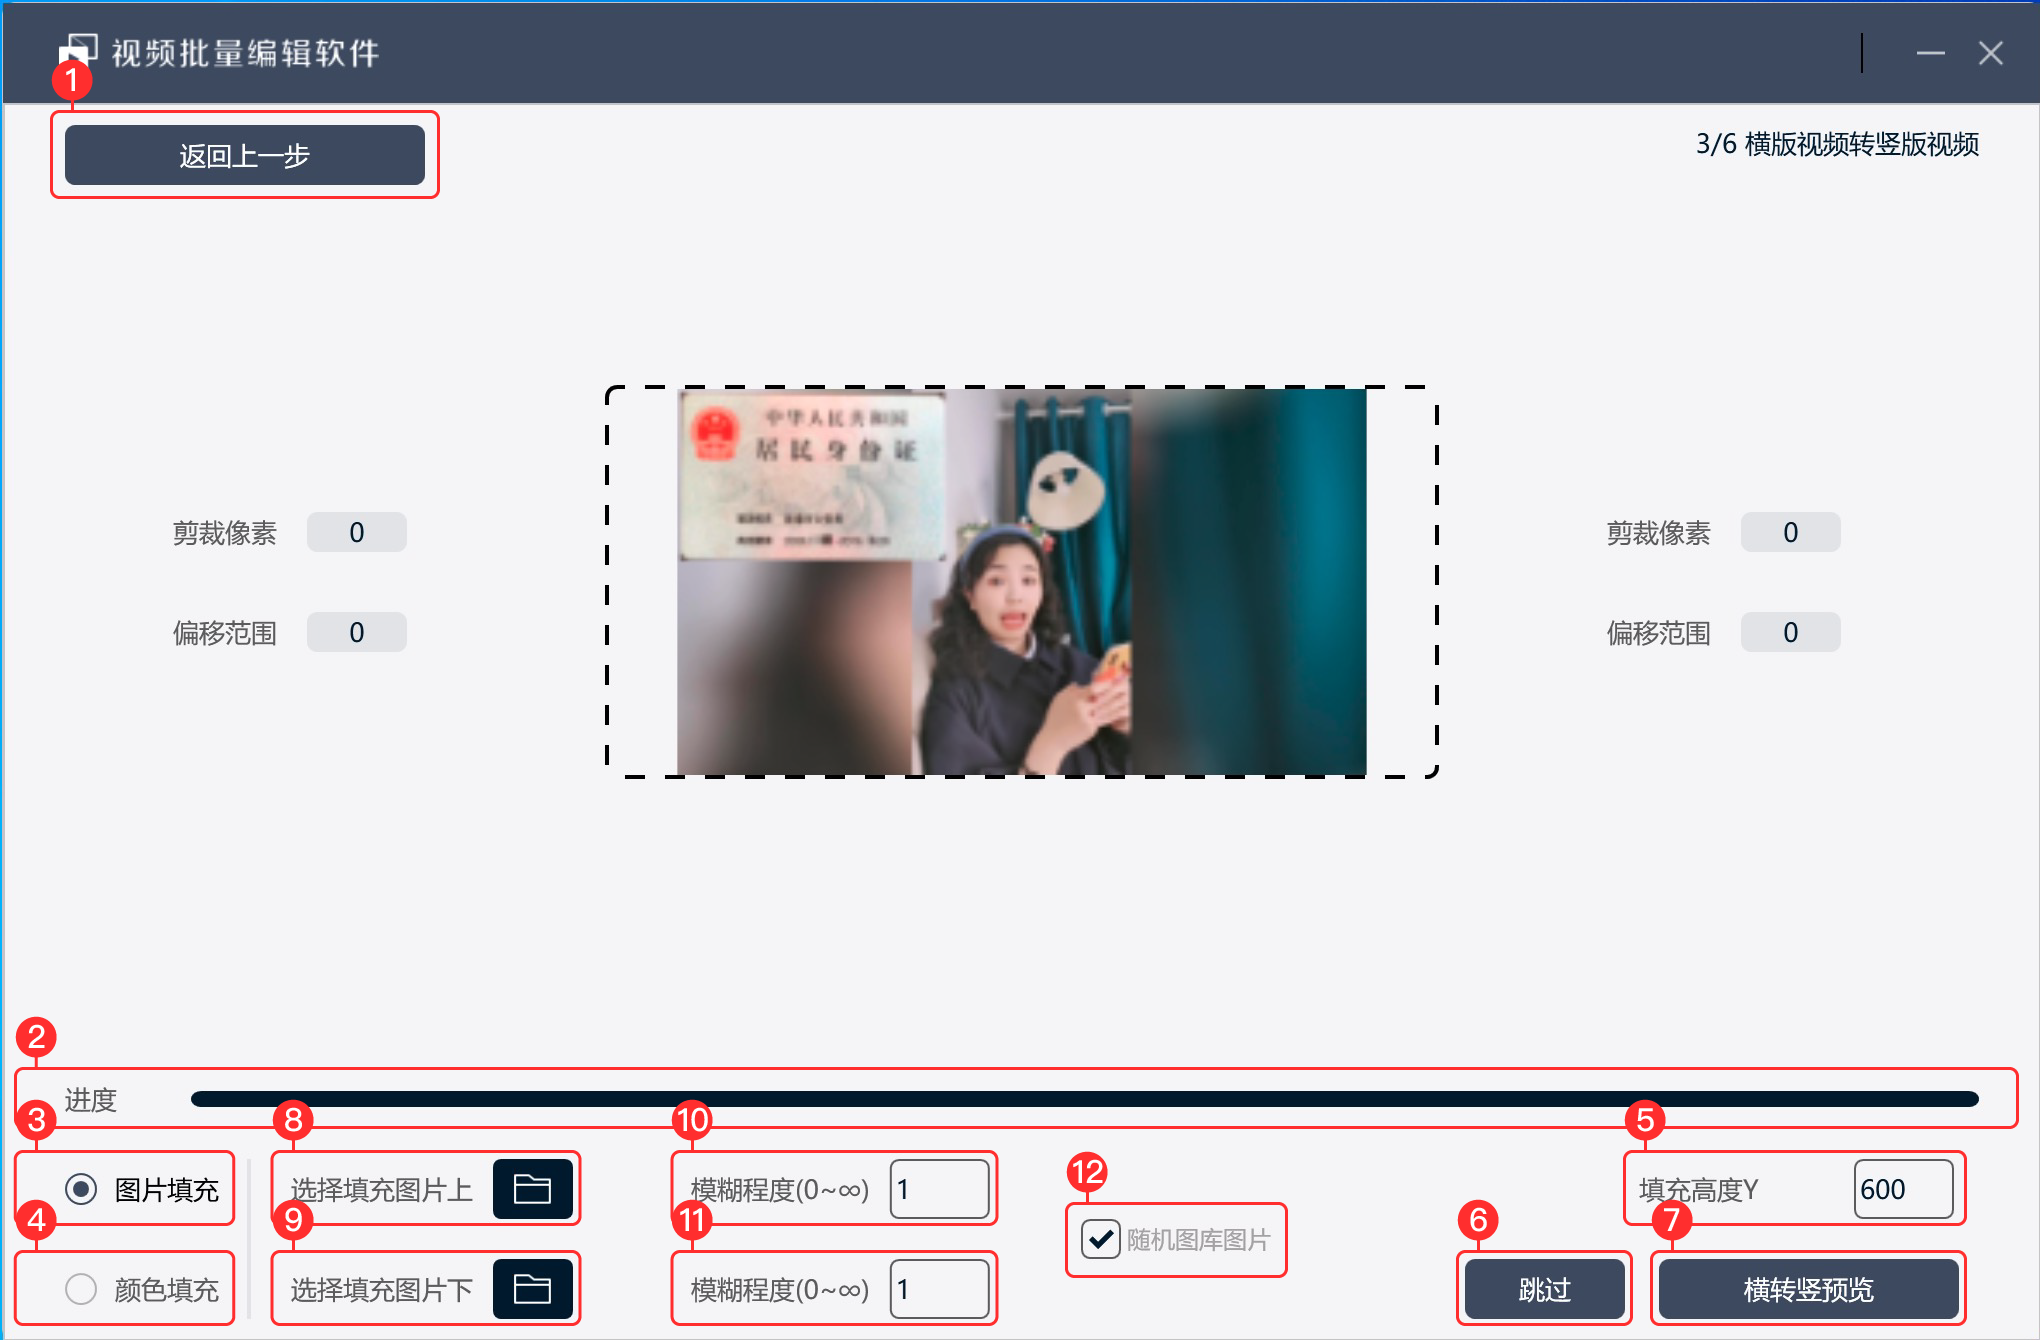 视频批量编辑软件
1
返回上一步
3/6 横版视频转竖版视频
中华人民共和国
居民身份证
剪裁像素 0
剪裁像素 0
偏移范围 0
偏移范围 0
2
进度
3 8 10 5
图片填充 选择填充图片上 模糊程度(0~∞) 1 填充高度Y 600
12
随机图库图片
4 9 11 6 7
颜色填充 选择填充图片下 模糊程度(0~∞) 1 跳过 横转竖预览